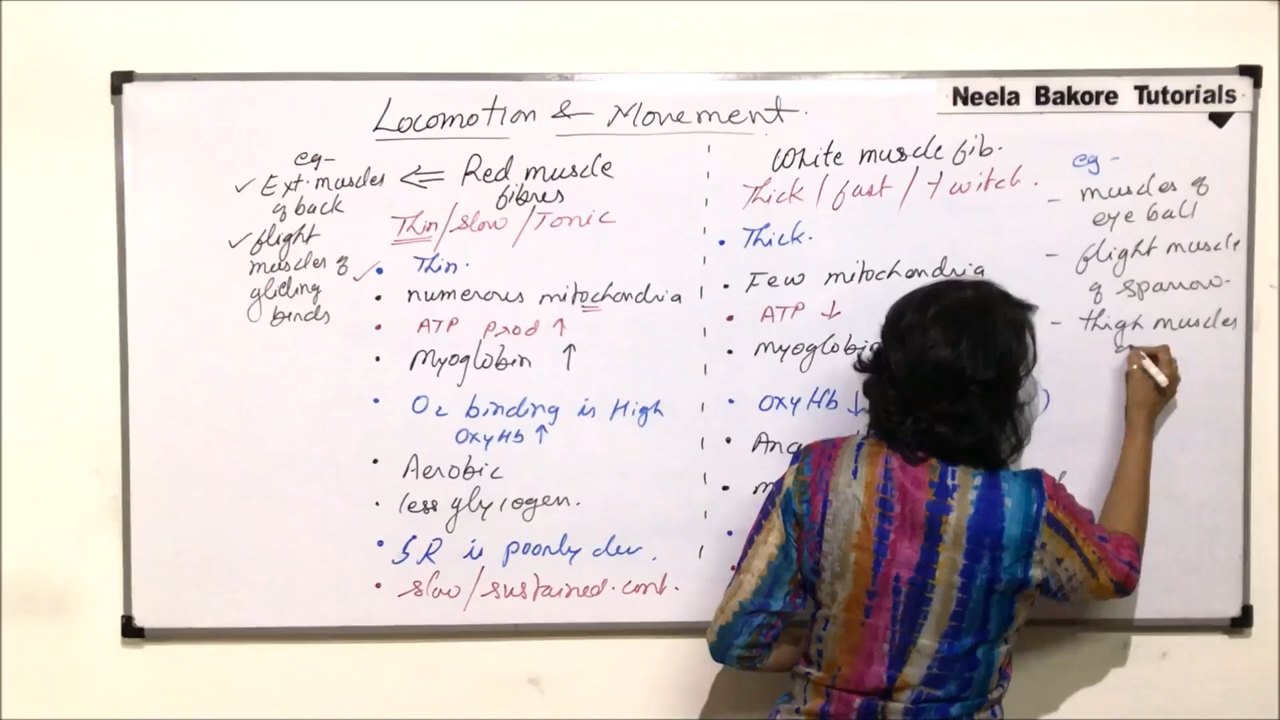 Neela Bakore Tutorials
Locomotion & Movement.
eg-
✓ Ext. muscles
of back
✓ flight
muscles of
gliding
birds
⇐ Red muscle
fibres
Thin/slow/Tonic
• Thin.
• numerous mitochondria
• ATP prod ↑
• Myoglobin ↑
• O2 binding is High
OxyHb ↑
• Aerobic
• less glycogen.
• SR is poorly dev.
• slow/sustained.cont.
White muscle fib.
Thick / fast / twitch.
• Thick.
• Few mitochondria
• ATP ↓
• myoglobin
• OxyHb ↓ )
eg-
- muscles of
eye ball
- flight muscle
of sparrow.
- thigh muscles